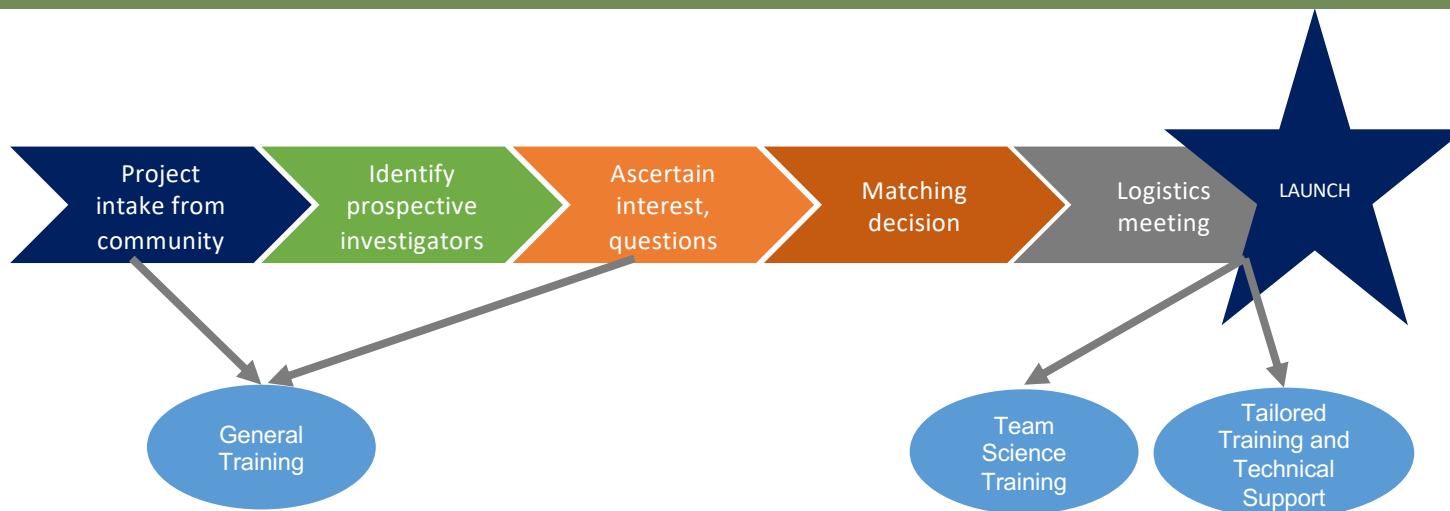 Project
intake from
community
Identify
prospective
investigators
Ascertain
interest,
questions
Matching
decision
Logistics
meeting
LAUNCH
General
Training
Team
Science
Training
Tailored
Training and
Technical
Support